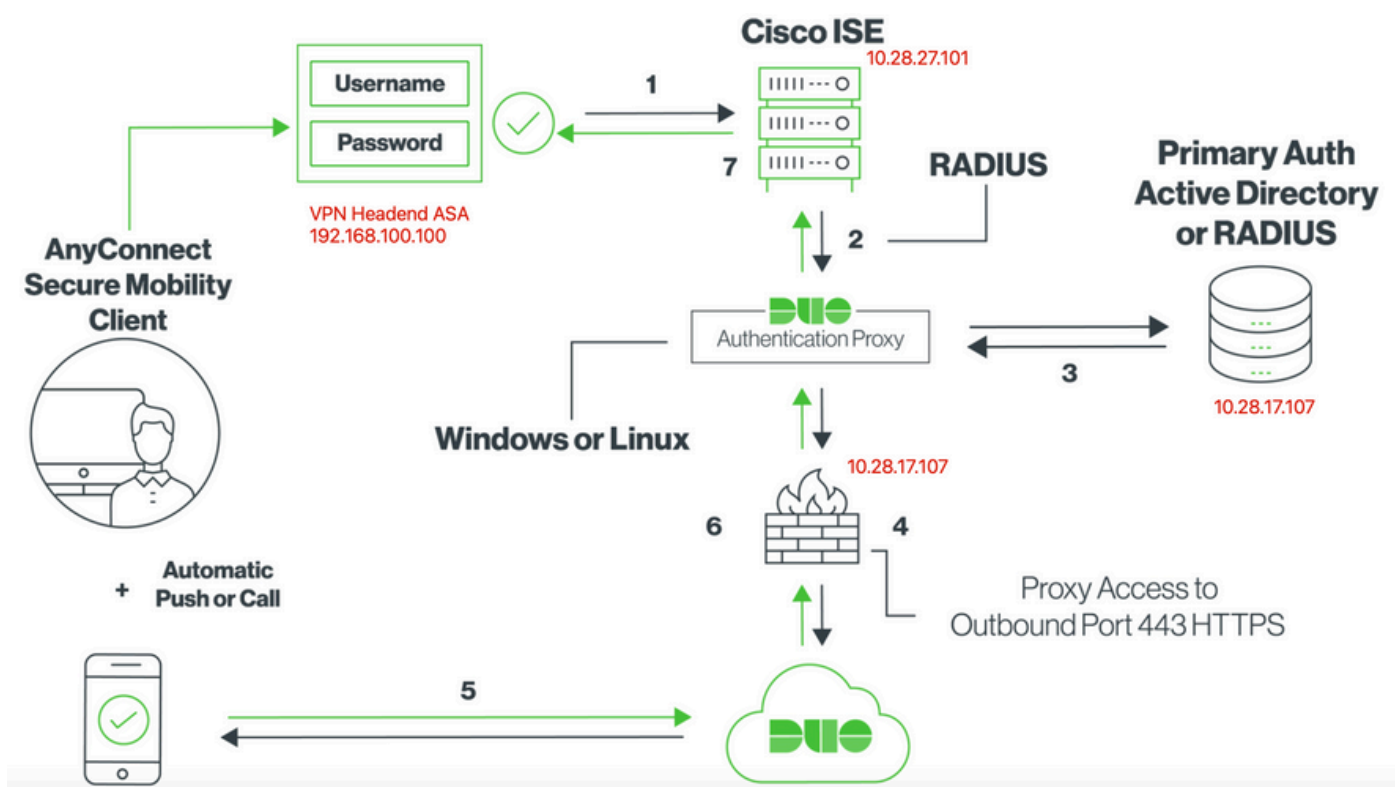 Cisco ISE
10.28.27.101
Username
Password
1
7
VPN Headend ASA
192.168.100.100
RADIUS
2
Primary Auth
Active Directory
or RADIUS
AnyConnect
Secure Mobility
Client
DUO
Authentication Proxy
3
10.28.17.107
Windows or Linux
10.28.17.107
6
4
Automatic
+ Push or Call
Proxy Access to
Outbound Port 443 HTTPS
5
DUO